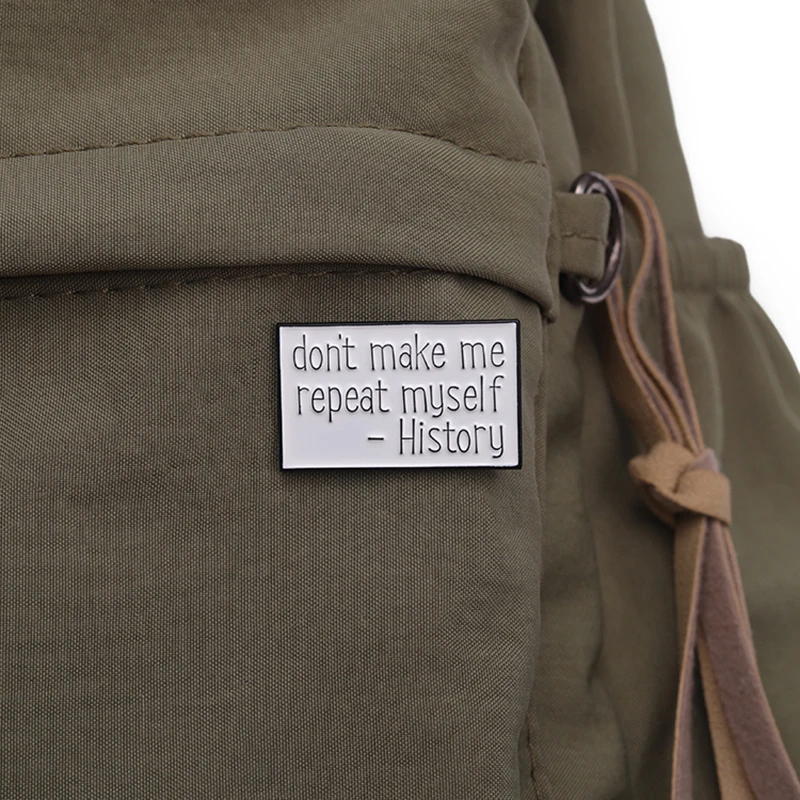 don't make me
repeat myself
- History